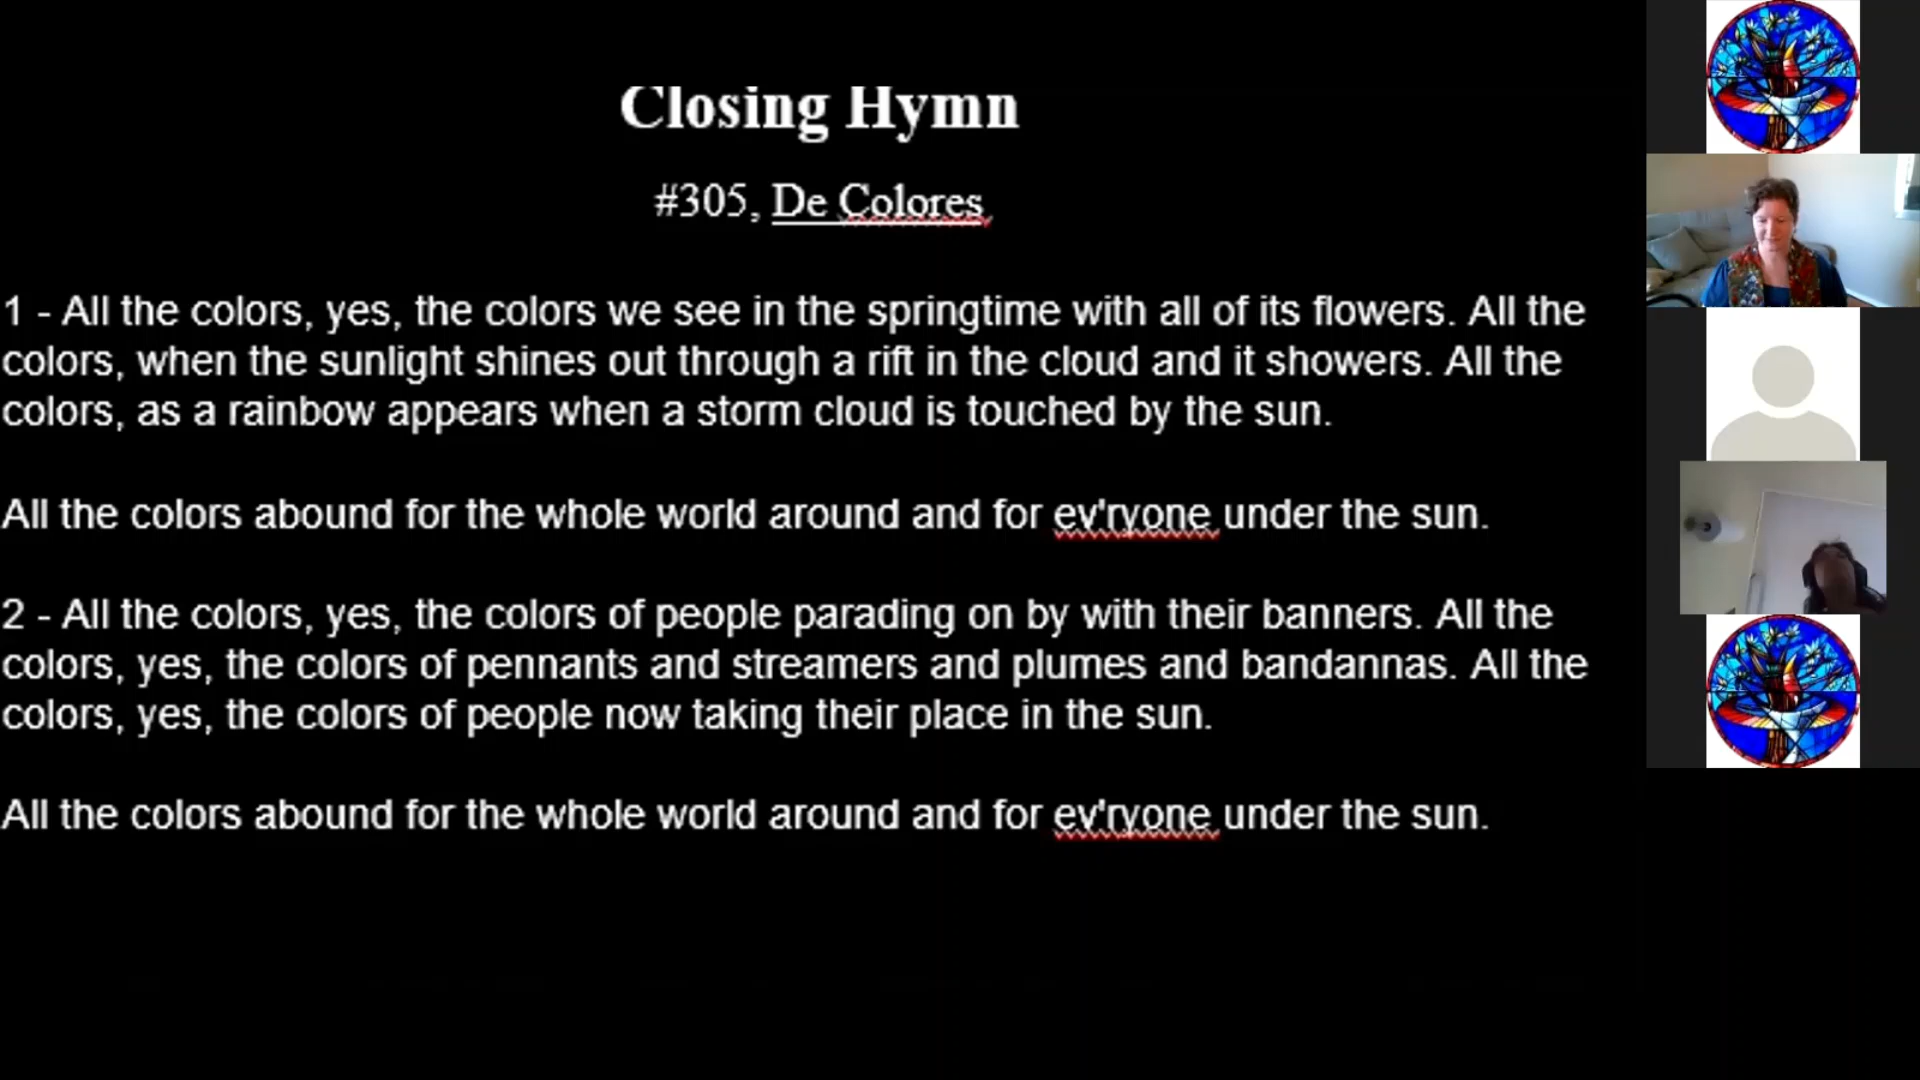 Closing Hymn
#305, De Colores
1 - All the colors, yes, the colors we see in the springtime with all of its flowers. All the
colors, when the sunlight shines out through a rift in the cloud and it showers. All the
colors, as a rainbow appears when a storm cloud is touched by the sun.
All the colors abound for the whole world around and for ev'ryone under the sun.
2 - All the colors, yes, the colors of people parading on by with their banners. All the
colors, yes, the colors of pennants and streamers and plumes and bandannas. All the
colors, yes, the colors of people now taking their place in the sun.
All the colors abound for the whole world around and for ev'ryone under the sun.